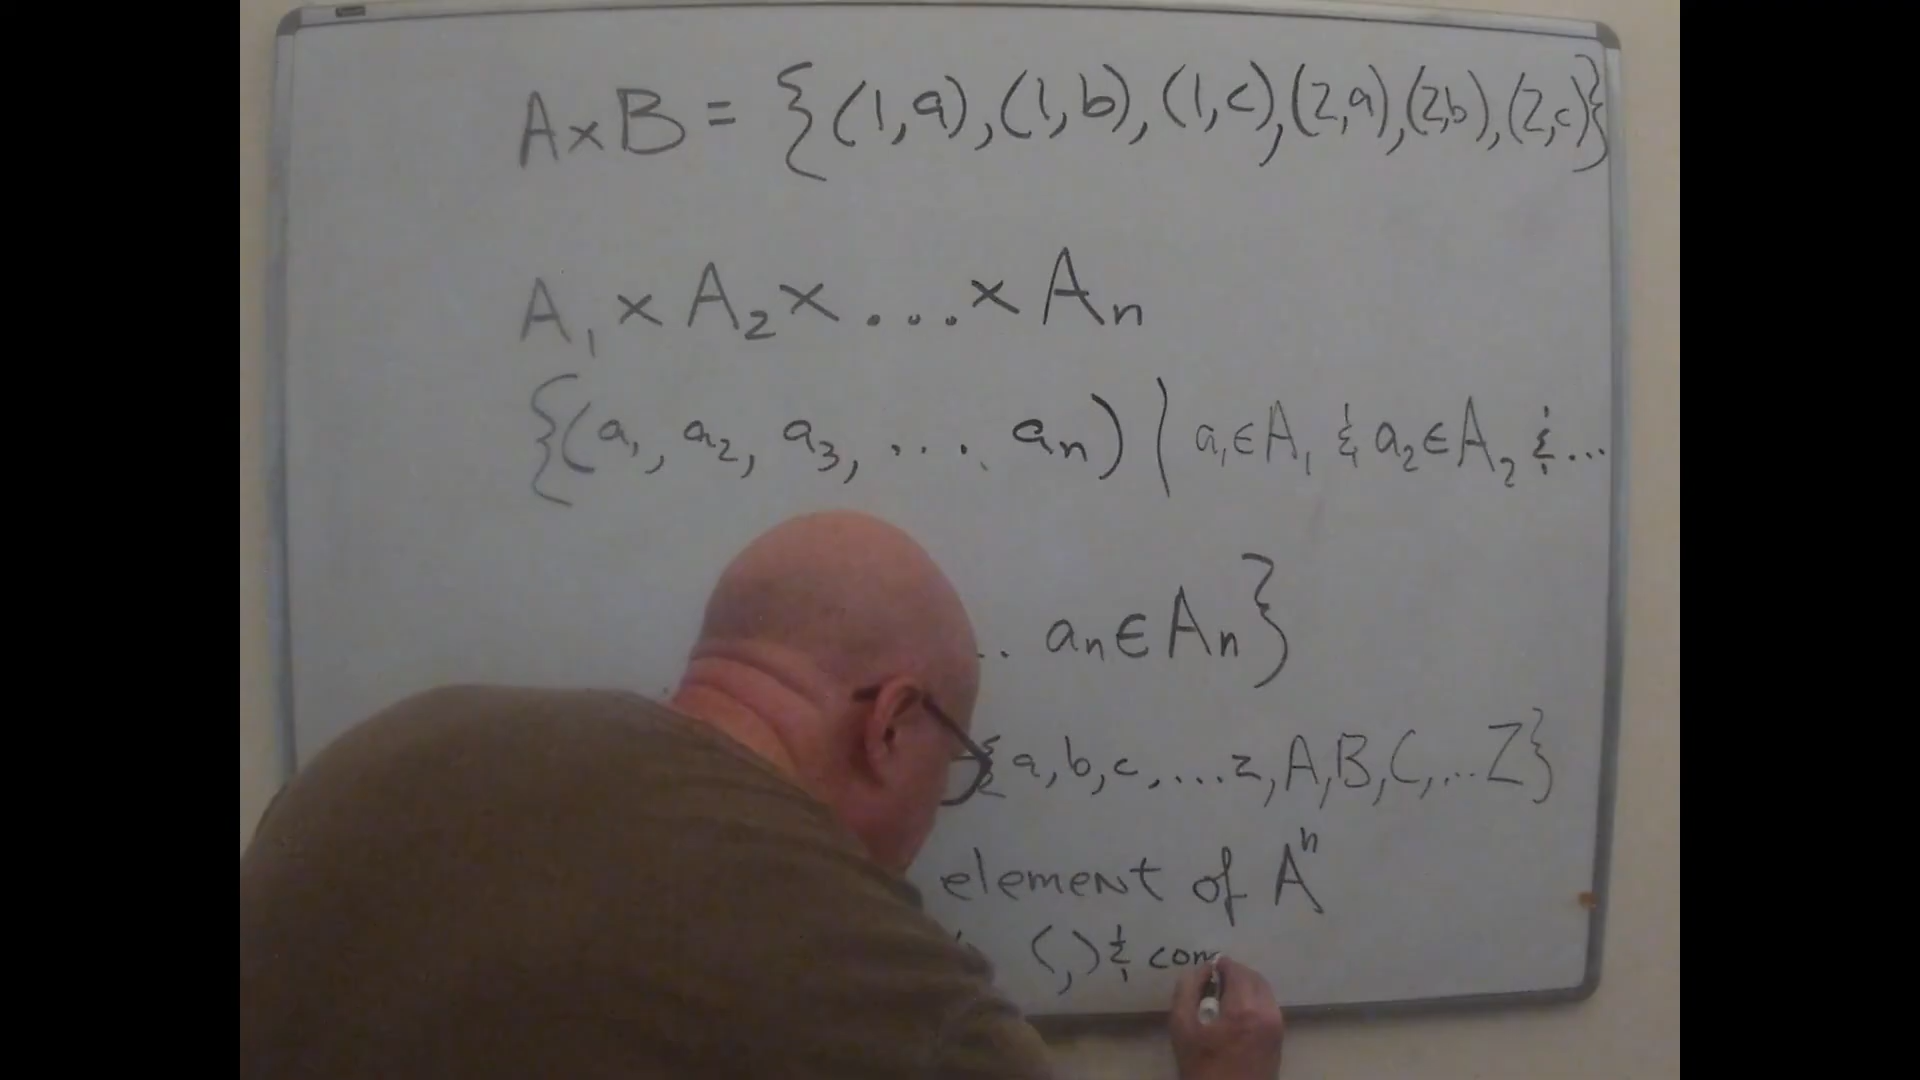 A×B = {(1,a),(1,b),(1,c),(2,a),(2,b),(2,c)}
A₁ × A₂ × ... × Aₙ
{(a₁, a₂, a₃, .... aₙ) | a₁∈A₁ & a₂∈A₂ & ...
.. aₙ∈Aₙ}
{a,b,c,...z,A,B,C,...Z}
element of Aⁿ
(,) & com